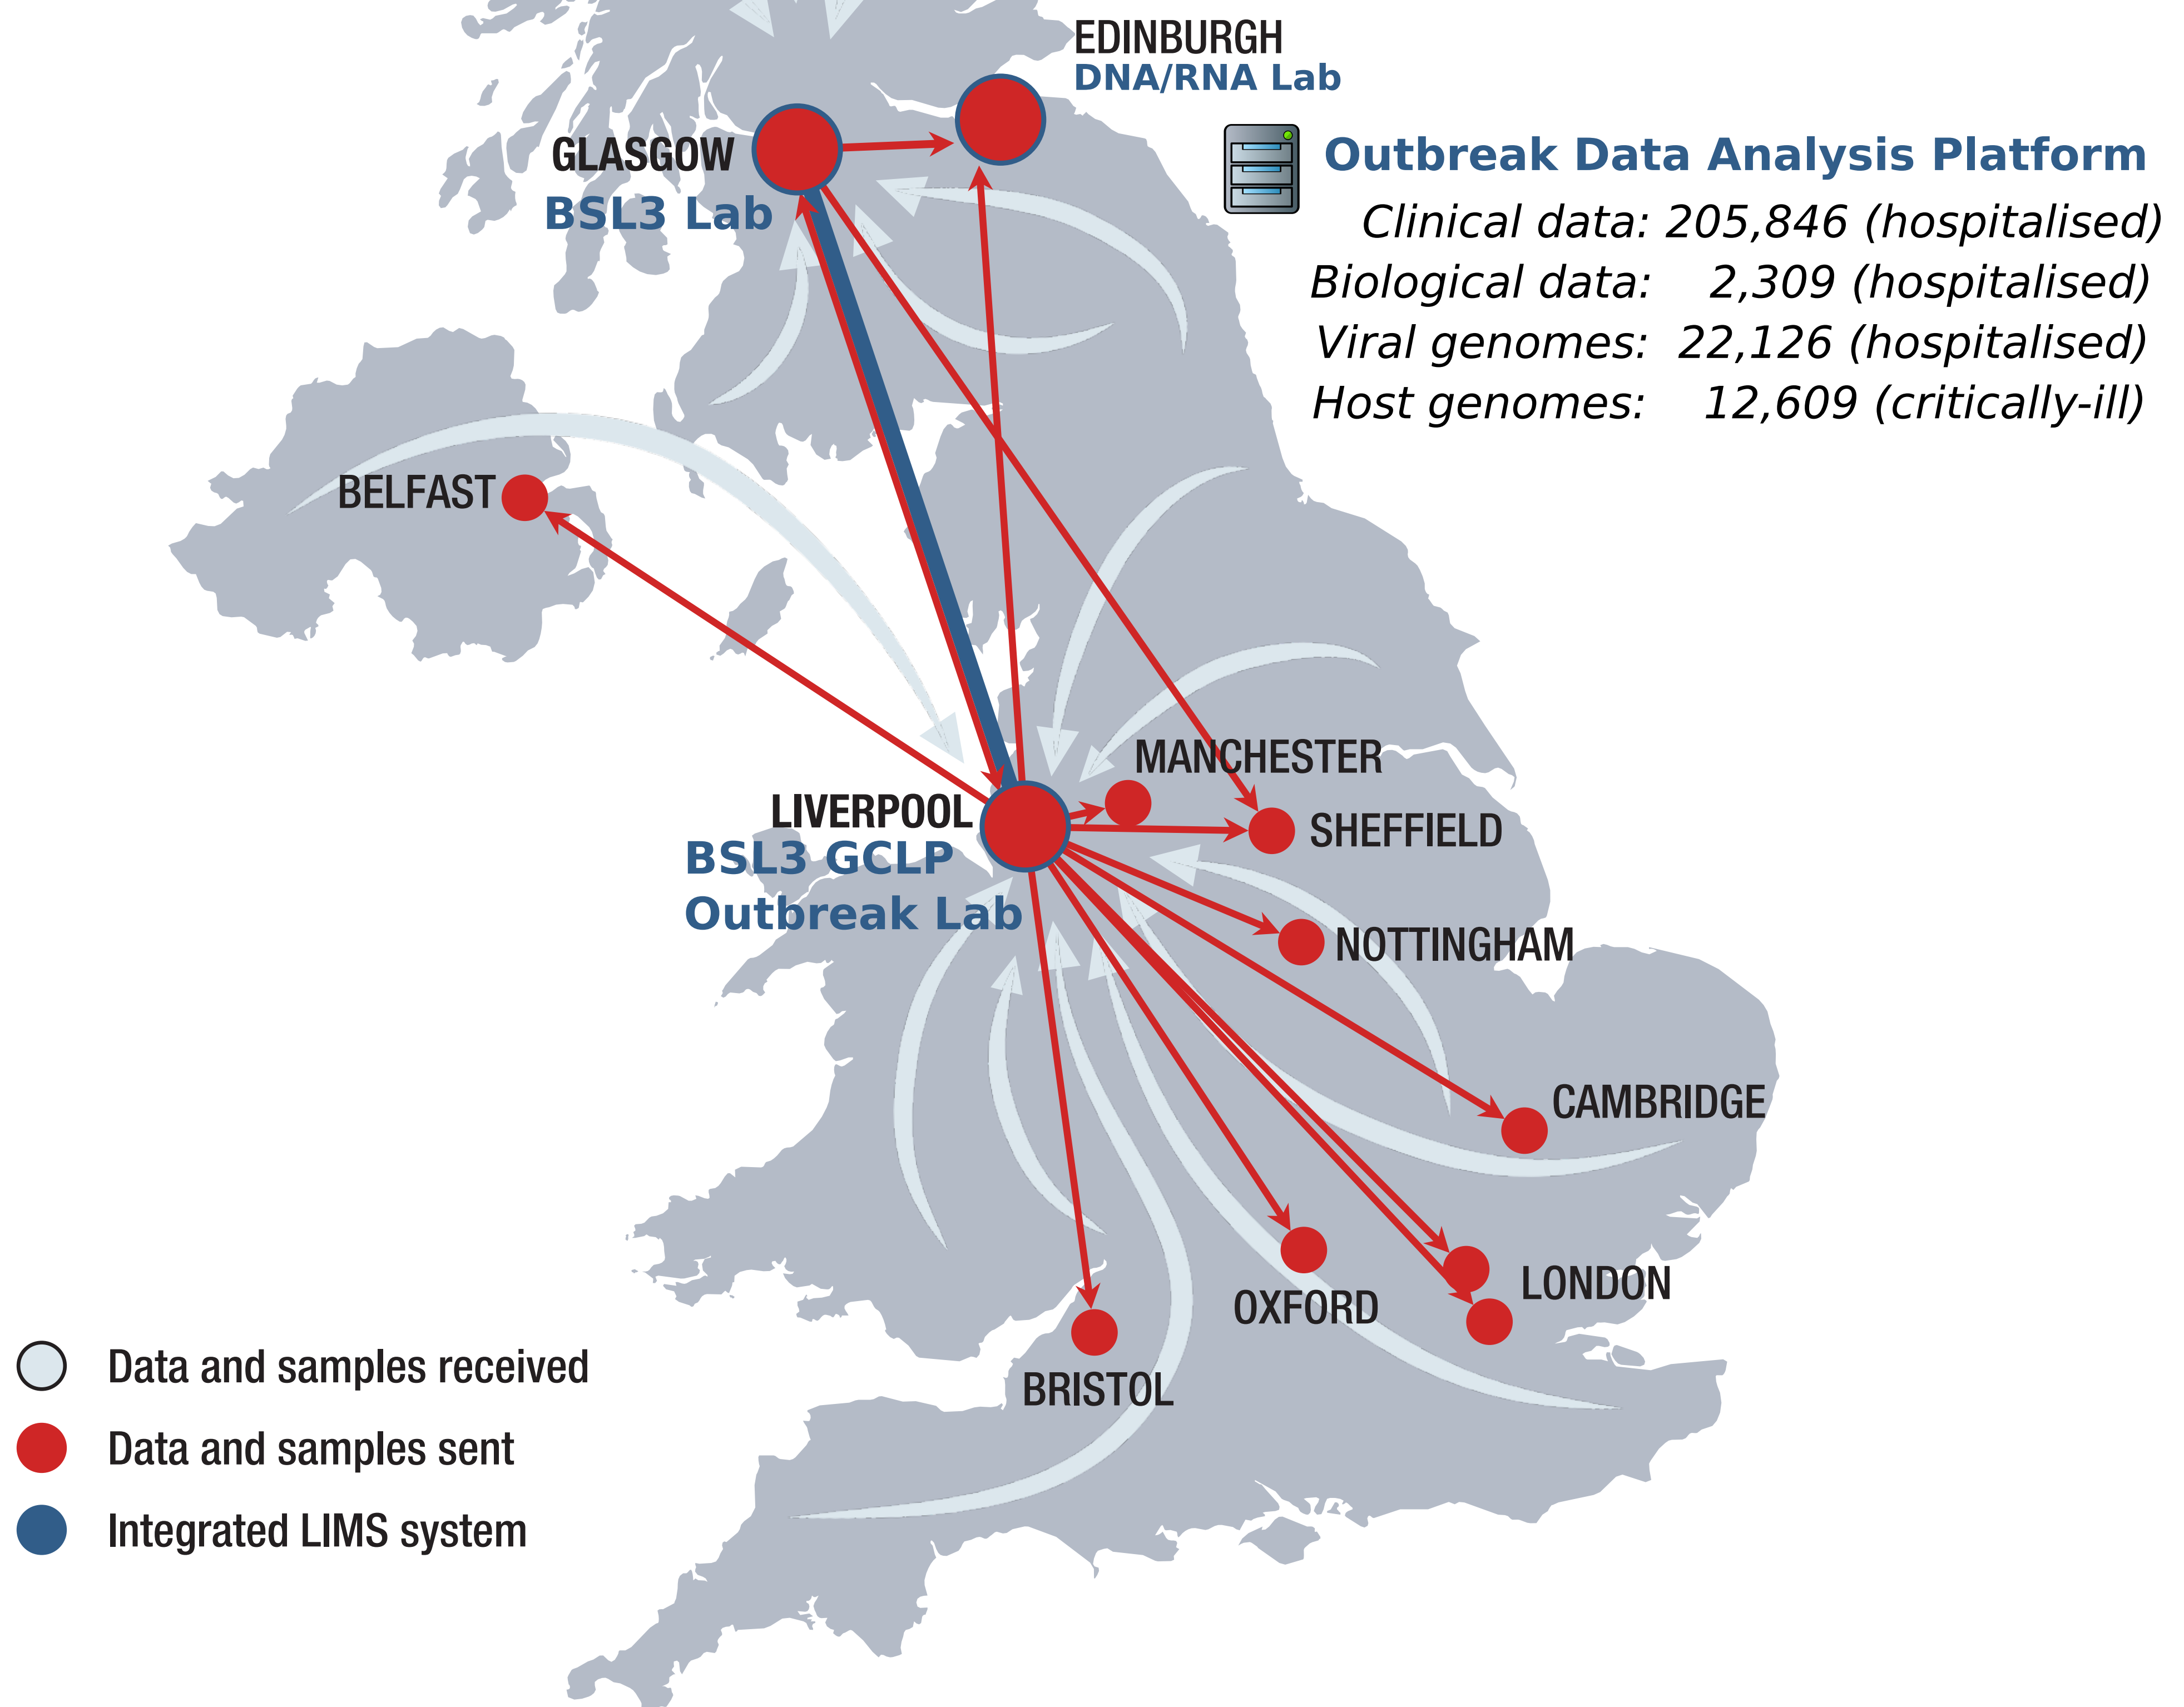 EDINBURGH
DNA/RNA Lab
GLASGOW
BSL3 Lab
Outbreak Data Analysis Platform
Clinical data: 205,846 (hospitalised)
Biological data: 2,309 (hospitalised)
Viral genomes: 22,126 (hospitalised)
Host genomes: 12,609 (critically-ill)
BELFAST
MANCHESTER
LIVERPOOL
BSL3 GCLP
Outbreak Lab
SHEFFIELD
NOTTINGHAM
CAMBRIDGE
LONDON
OXFORD
BRISTOL
Data and samples received
Data and samples sent
Integrated LIMS system